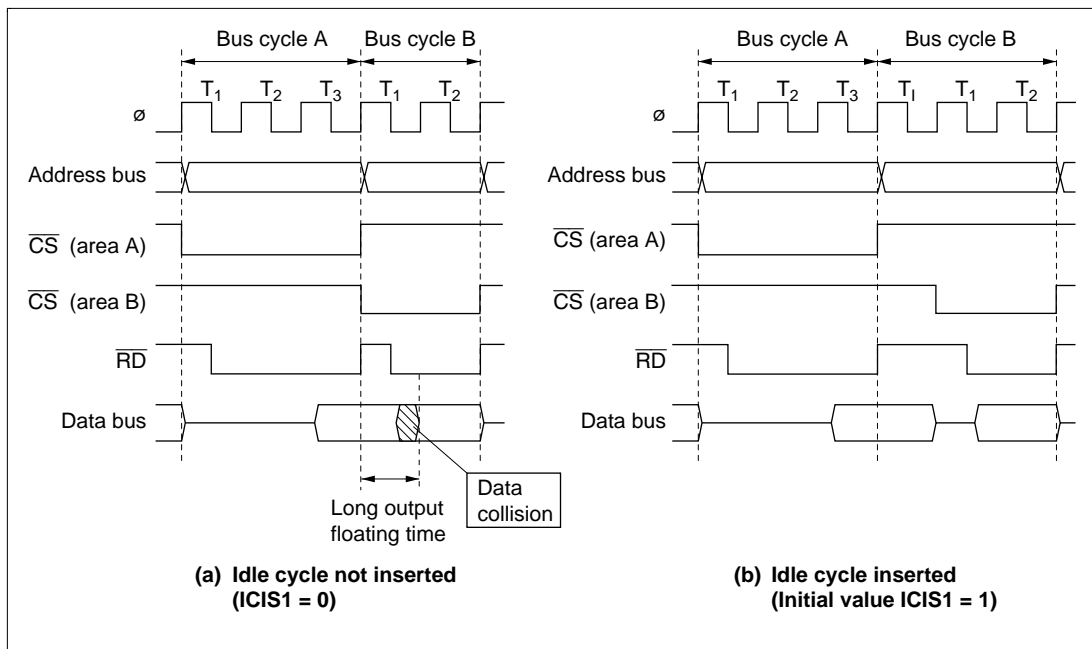 Bus cycle A
Bus cycle B
T1
T2
T3
T1
T2
ø
Address bus
CS (area A)
CS (area B)
RD
Data bus
Long output
floating time
Data
collision
(a) Idle cycle not inserted
(ICIS1 = 0)
Bus cycle A
Bus cycle B
T1
T2
T3
TI
T1
T2
ø
Address bus
CS (area A)
CS (area B)
RD
Data bus
(b) Idle cycle inserted
(Initial value ICIS1 = 1)